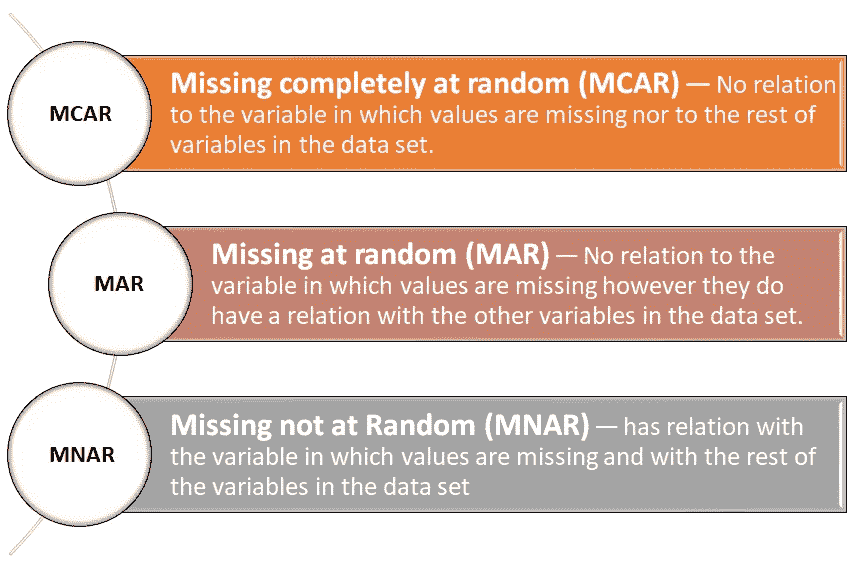 MCAR
Missing completely at random (MCAR) — No relation
to the variable in which values are missing nor to the rest of
variables in the data set.
MAR
Missing at random (MAR) — No relation to the
variable in which values are missing however they do
have a relation with the other variables in the data set.
MNAR
Missing not at Random (MNAR) — has relation with
the variable in which values are missing and with the rest of
the variables in the data set